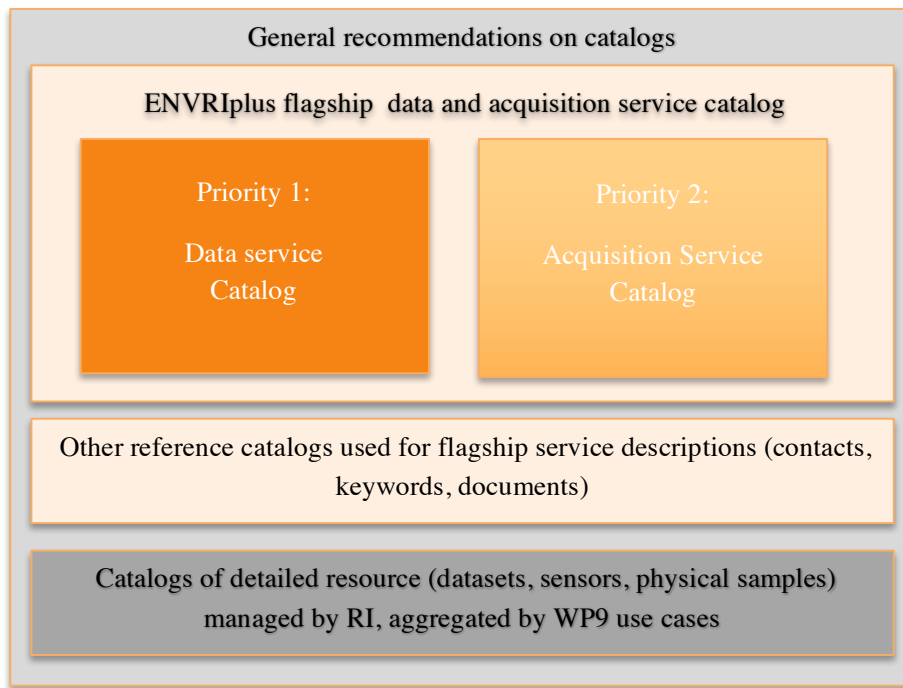 General recommendations on catalogs
ENVRIplus flagship data and acquisition service catalog
Priority 1:
Data service
Catalog
Priority 2:
Acquisition Service
Catalog
Other reference catalogs used for flagship service descriptions (contacts,
keywords, documents)
Catalogs of detailed resource (datasets, sensors, physical samples)
managed by RI, aggregated by WP9 use cases